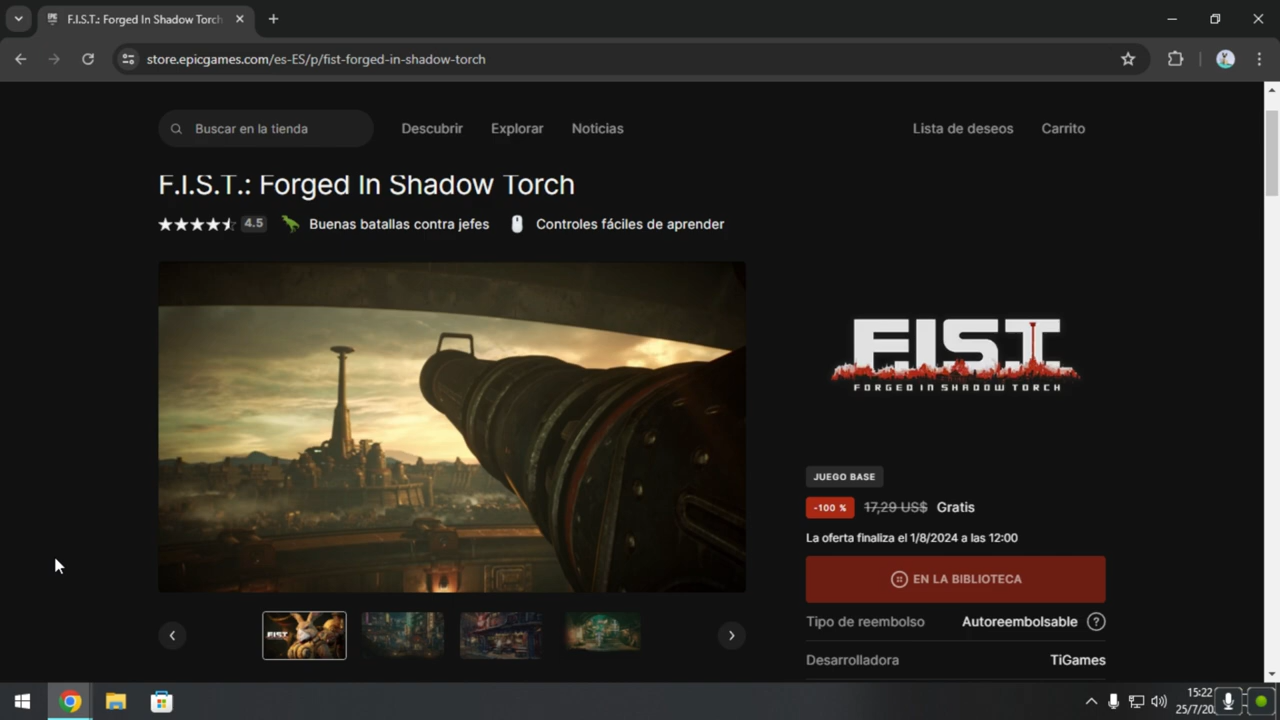 F.I.S.T.: Forged In Shadow Torch
store.epicgames.com/es-ES/p/fist-forged-in-shadow-torch
Buscar en la tienda
Descubrir
Explorar
Noticias
Lista de deseos
Carrito
F.I.S.T.: Forged In Shadow Torch
4.5
Buenas batallas contra jefes
Controles fáciles de aprender
F.I.S.T.
FORGED IN SHADOW TORCH
JUEGO BASE
-100 %
17,29 US$
Gratis
La oferta finaliza el 1/8/2024 a las 12:00
EN LA BIBLIOTECA
Tipo de reembolso
Autoreembolsable
?
Desarrolladora
TiGames
15:22